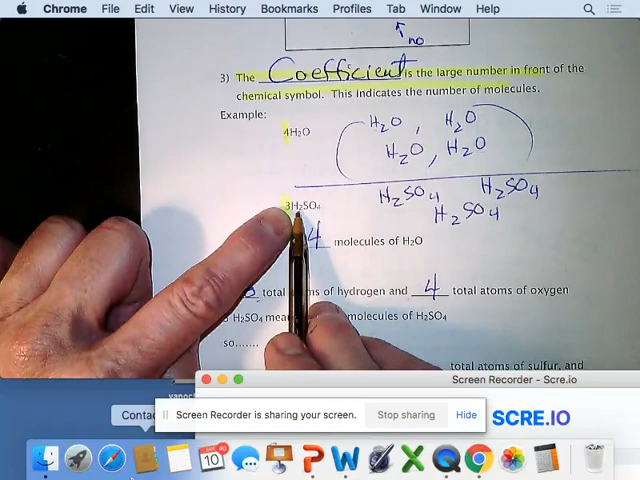 Chrome File Edit View History Bookmarks Profiles Tab Window Help
no
3) The Coefficient is the large number in front of the
chemical symbol. This indicates the number of molecules.
Example:
4H₂O
H₂O, H₂O
H₂O, H₂O
3H₂SO₄
H₂SO₄ H₂SO₄
H₂SO₄
4 molecules of H₂O
total atoms of hydrogen and 4 total atoms of oxygen
H₂SO₄ molecules of H₂SO₄
so.......
total atoms of sulfur, and
Screen Recorder - Scre.io
Screen Recorder is sharing your screen. Stop sharing Hide
SCRE.IO
10